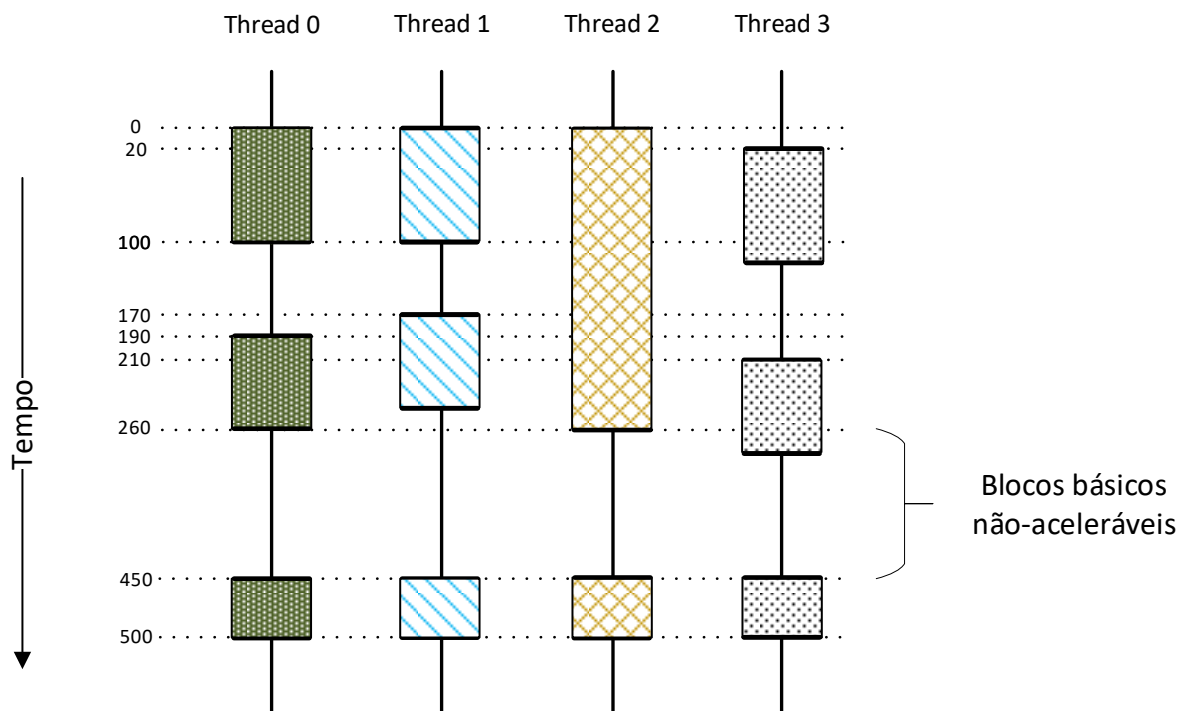 Thread 0
Thread 1
Thread 2
Thread 3
0
20
100
170
190
210
260
450
500
Tempo
Blocos básicos
não-aceleráveis